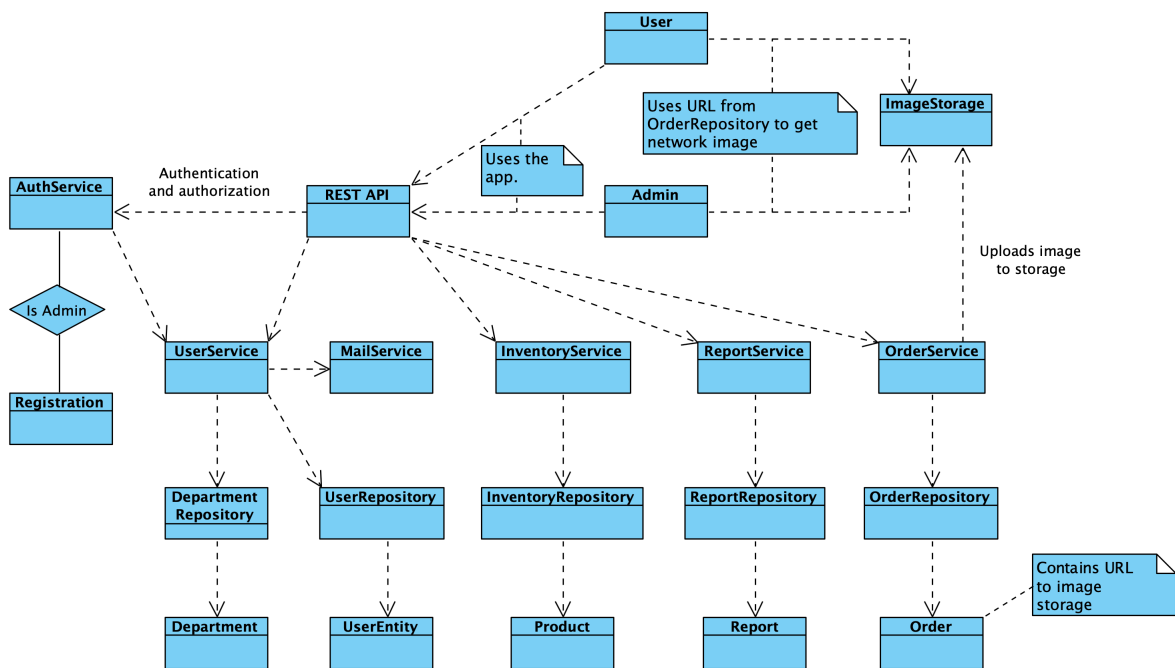 User
Uses URL from
OrderRepository to get
network image
ImageStorage
Uses the
app.
Authentication
and authorization
AuthService
REST API
Admin
Uploads image
to storage
Is Admin
UserService
MailService
InventoryService
ReportService
OrderService
Registration
Department
Repository
UserRepository
InventoryRepository
ReportRepository
OrderRepository
Contains URL
to image
storage
Department
UserEntity
Product
Report
Order